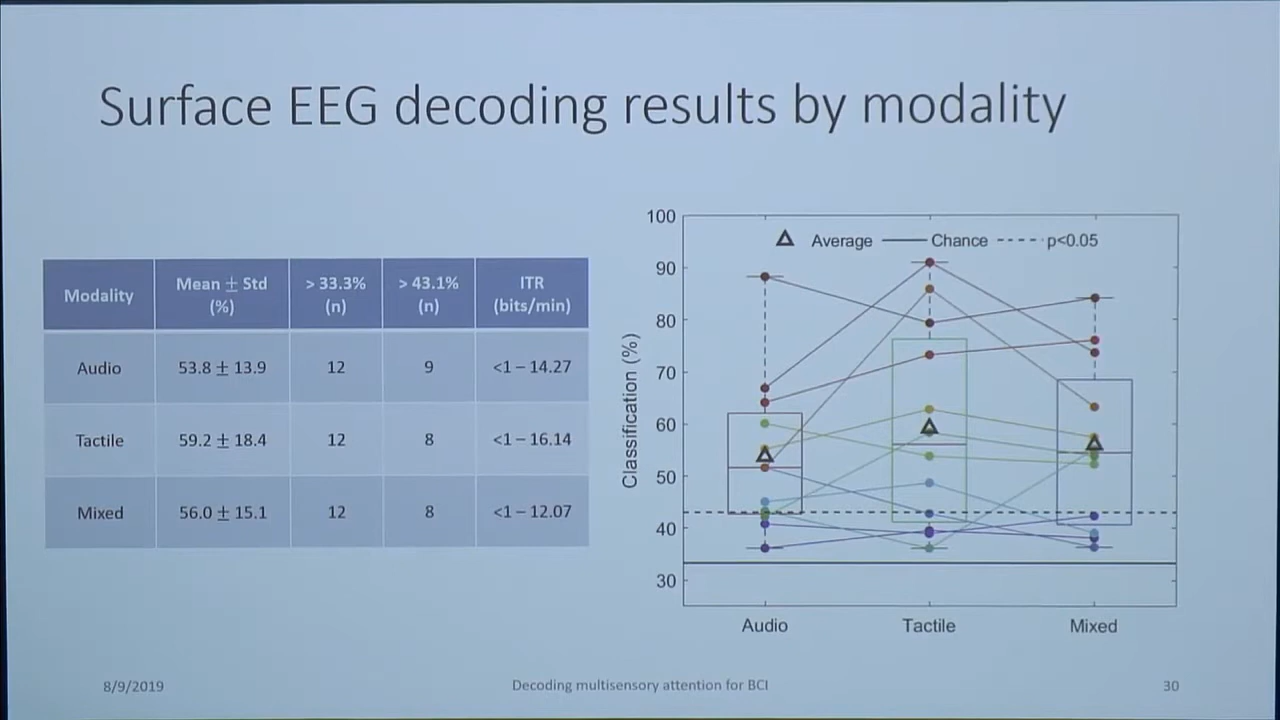 Surface EEG decoding results by modality
Modality
Mean ± Std
(%)
> 33.3%
(n)
> 43.1%
(n)
ITR
(bits/min)
Audio
53.8 ± 13.9
12
9
<1 – 14.27
Tactile
59.2 ± 18.4
12
8
<1 – 16.14
Mixed
56.0 ± 15.1
12
8
<1 – 12.07
Classification (%)
100
90
80
70
60
50
40
30
Average
Chance
p<0.05
Audio
Tactile
Mixed
8/9/2019
Decoding multisensory attention for BCI
30